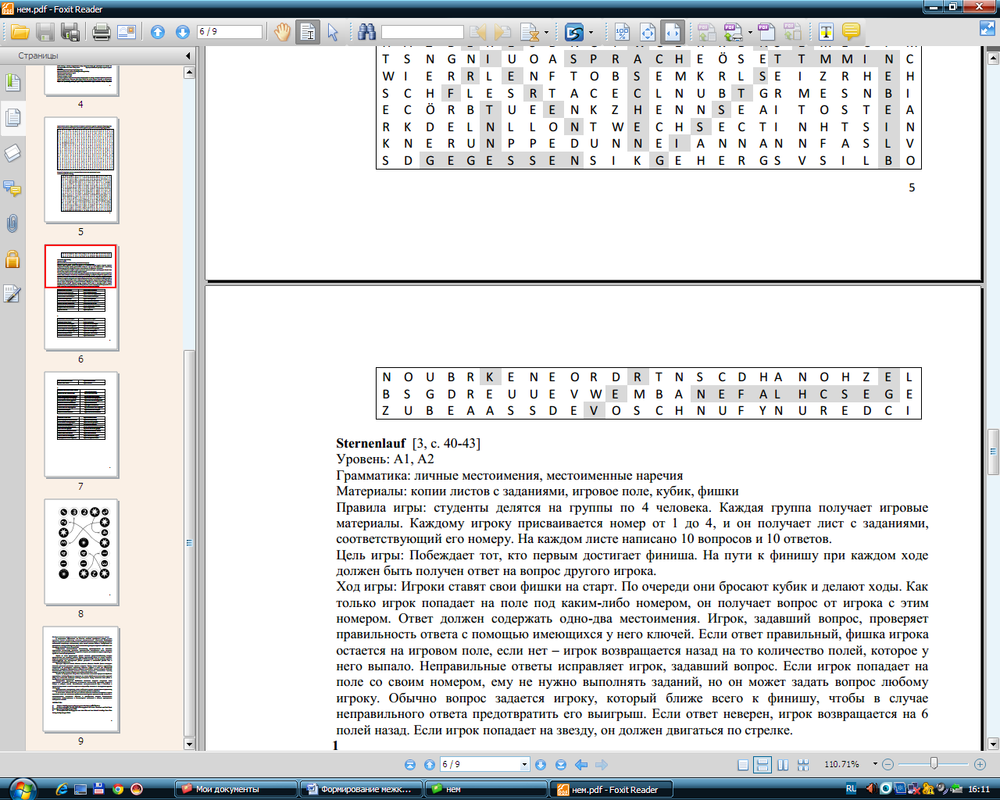 нем.pdf - Foxit Reader
6 / 9
Страницы
4
5
6
7
8
9
T S N G N I U O A S P R A C H E Ö S E T T M M I N C
W I E R R L E N F T O B S E M K R L S E I Z R H E H
S C H F L E S R T A C E C L N U B T G R M E S N B I
E C Ö R B T U E E N K Z H E N N S E A I T O S T E A
R K D E L N L L O N T W E C H S E C T I N H T S I N
K N E R U N P P E D U N N E I A N N A N N F A S L V
S D G E G E S S E N S I K G E H E R G S V S I L B O
5
N O U B R K E N E O R D R T N S C D H A N O H Z E L
B S G D R E U U E V W E M B A N E F A L H C S E G E
Z U B E A A S S D E V O S C H N U F Y N U R E D C I
Sternenlauf [3, с. 40-43]
Уровень: А1, А2
Грамматика: личные местоимения, местоименные наречия
Материалы: копии листов с заданиями, игровое поле, кубик, фишки
Правила игры: студенты делятся на группы по 4 человека. Каждая группа получает игровые
материалы. Каждому игроку присваивается номер от 1 до 4, и он получает лист с заданиями,
соответствующий его номеру. На каждом листе написано 10 вопросов и 10 ответов.
Цель игры: Побеждает тот, кто первым достигает финиша. На пути к финишу при каждом ходе
должен быть получен ответ на вопрос другого игрока.
Ход игры: Игроки ставят свои фишки на старт. По очереди они бросают кубик и делают ходы. Как
только игрок попадает на поле под каким-либо номером, он получает вопрос от игрока с этим
номером. Ответ должен содержать одно-два местоимения. Игрок, задавший вопрос, проверяет
правильность ответа с помощью имеющихся у него ключей. Если ответ правильный, фишка игрока
остается на игровом поле, если нет – игрок возвращается назад на то количество полей, которое у
него выпало. Неправильные ответы исправляет игрок, задавший вопрос. Если игрок попадает на
поле со своим номером, ему не нужно выполнять заданий, но он может задать вопрос любому
игроку. Обычно вопрос задается игроку, который ближе всего к финишу, чтобы в случае
неправильного ответа предотвратить его выигрыш. Если ответ неверен, игрок возвращается на 6
полей назад. Если игрок попадает на звезду, он должен двигаться по стрелке.
1
6 / 9
110.71%
Мои документы
Формирование межк...
нем
нем.pdf - Foxit Reader
RL
16:11